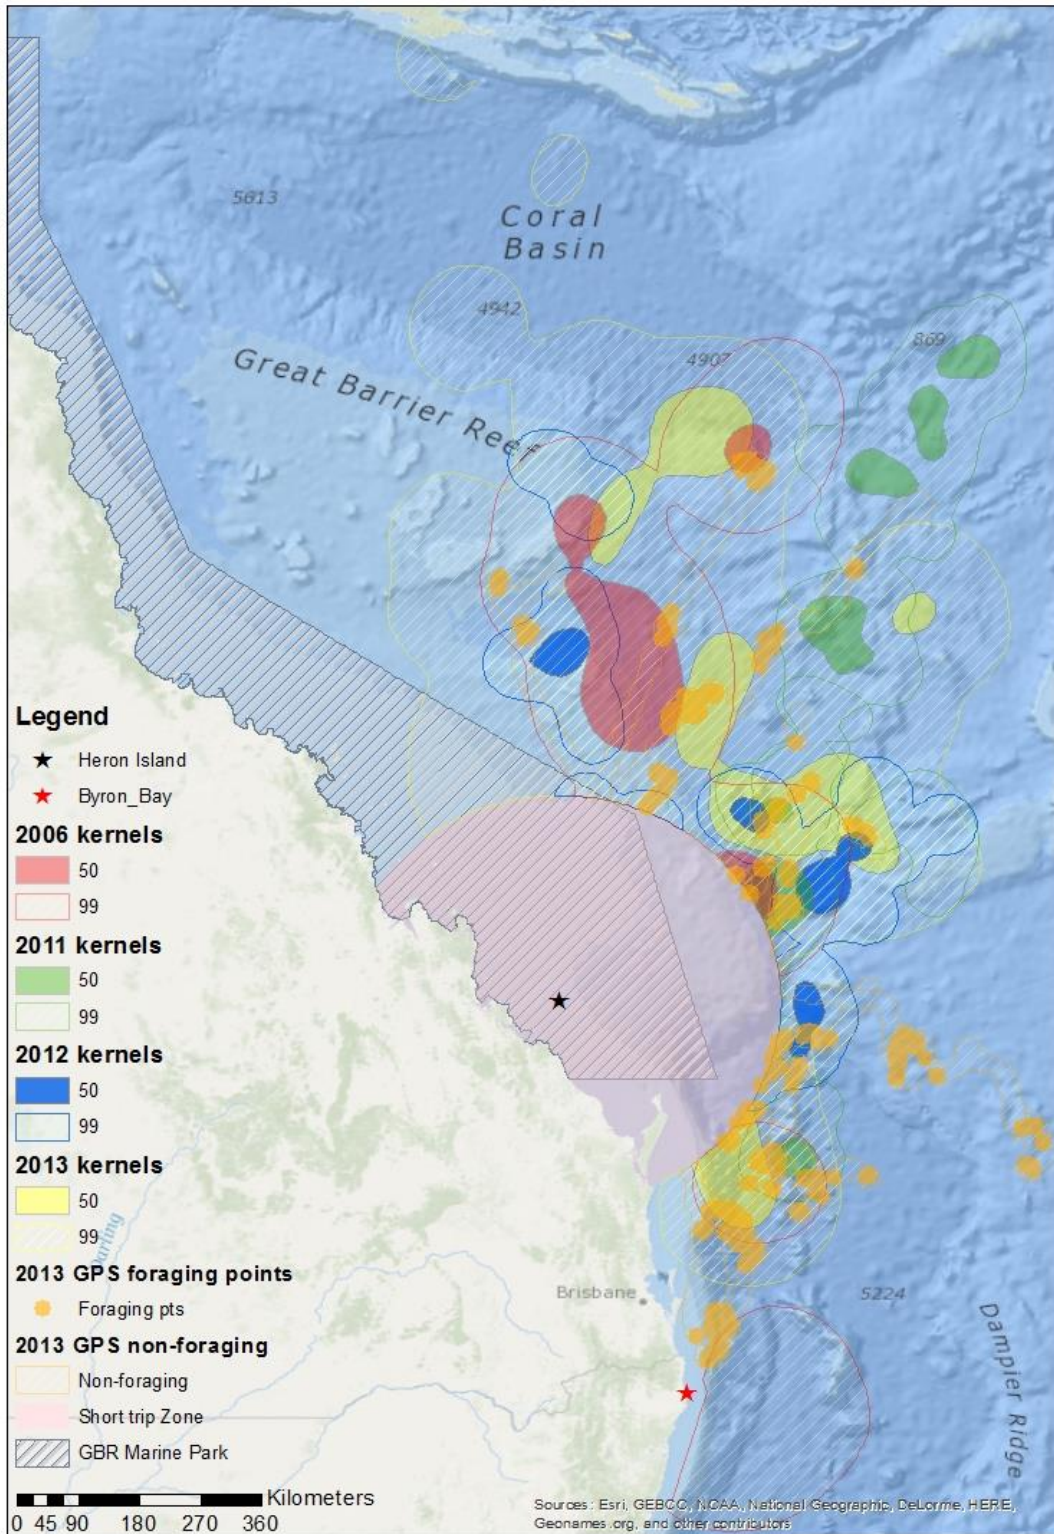 5613
Coral
Basin
4942
4907
869
Great Barrier Reef
Legend
Heron Island
Byron_Bay
2006 kernels
50
99
2011 kernels
50
99
2012 kernels
50
99
2013 kernels
50
99
Darling
2013 GPS foraging points
Foraging pts
2013 GPS non-foraging
Non-foraging
Short trip Zone
GBR Marine Park
Brisbane
5224
Dampier Ridge
Kilometers
0 45 90 180 270 360
Sources: Esri, GEBCO, NOAA, National Geographic, DeLorme, HERE,
Geonames.org, and other contributors